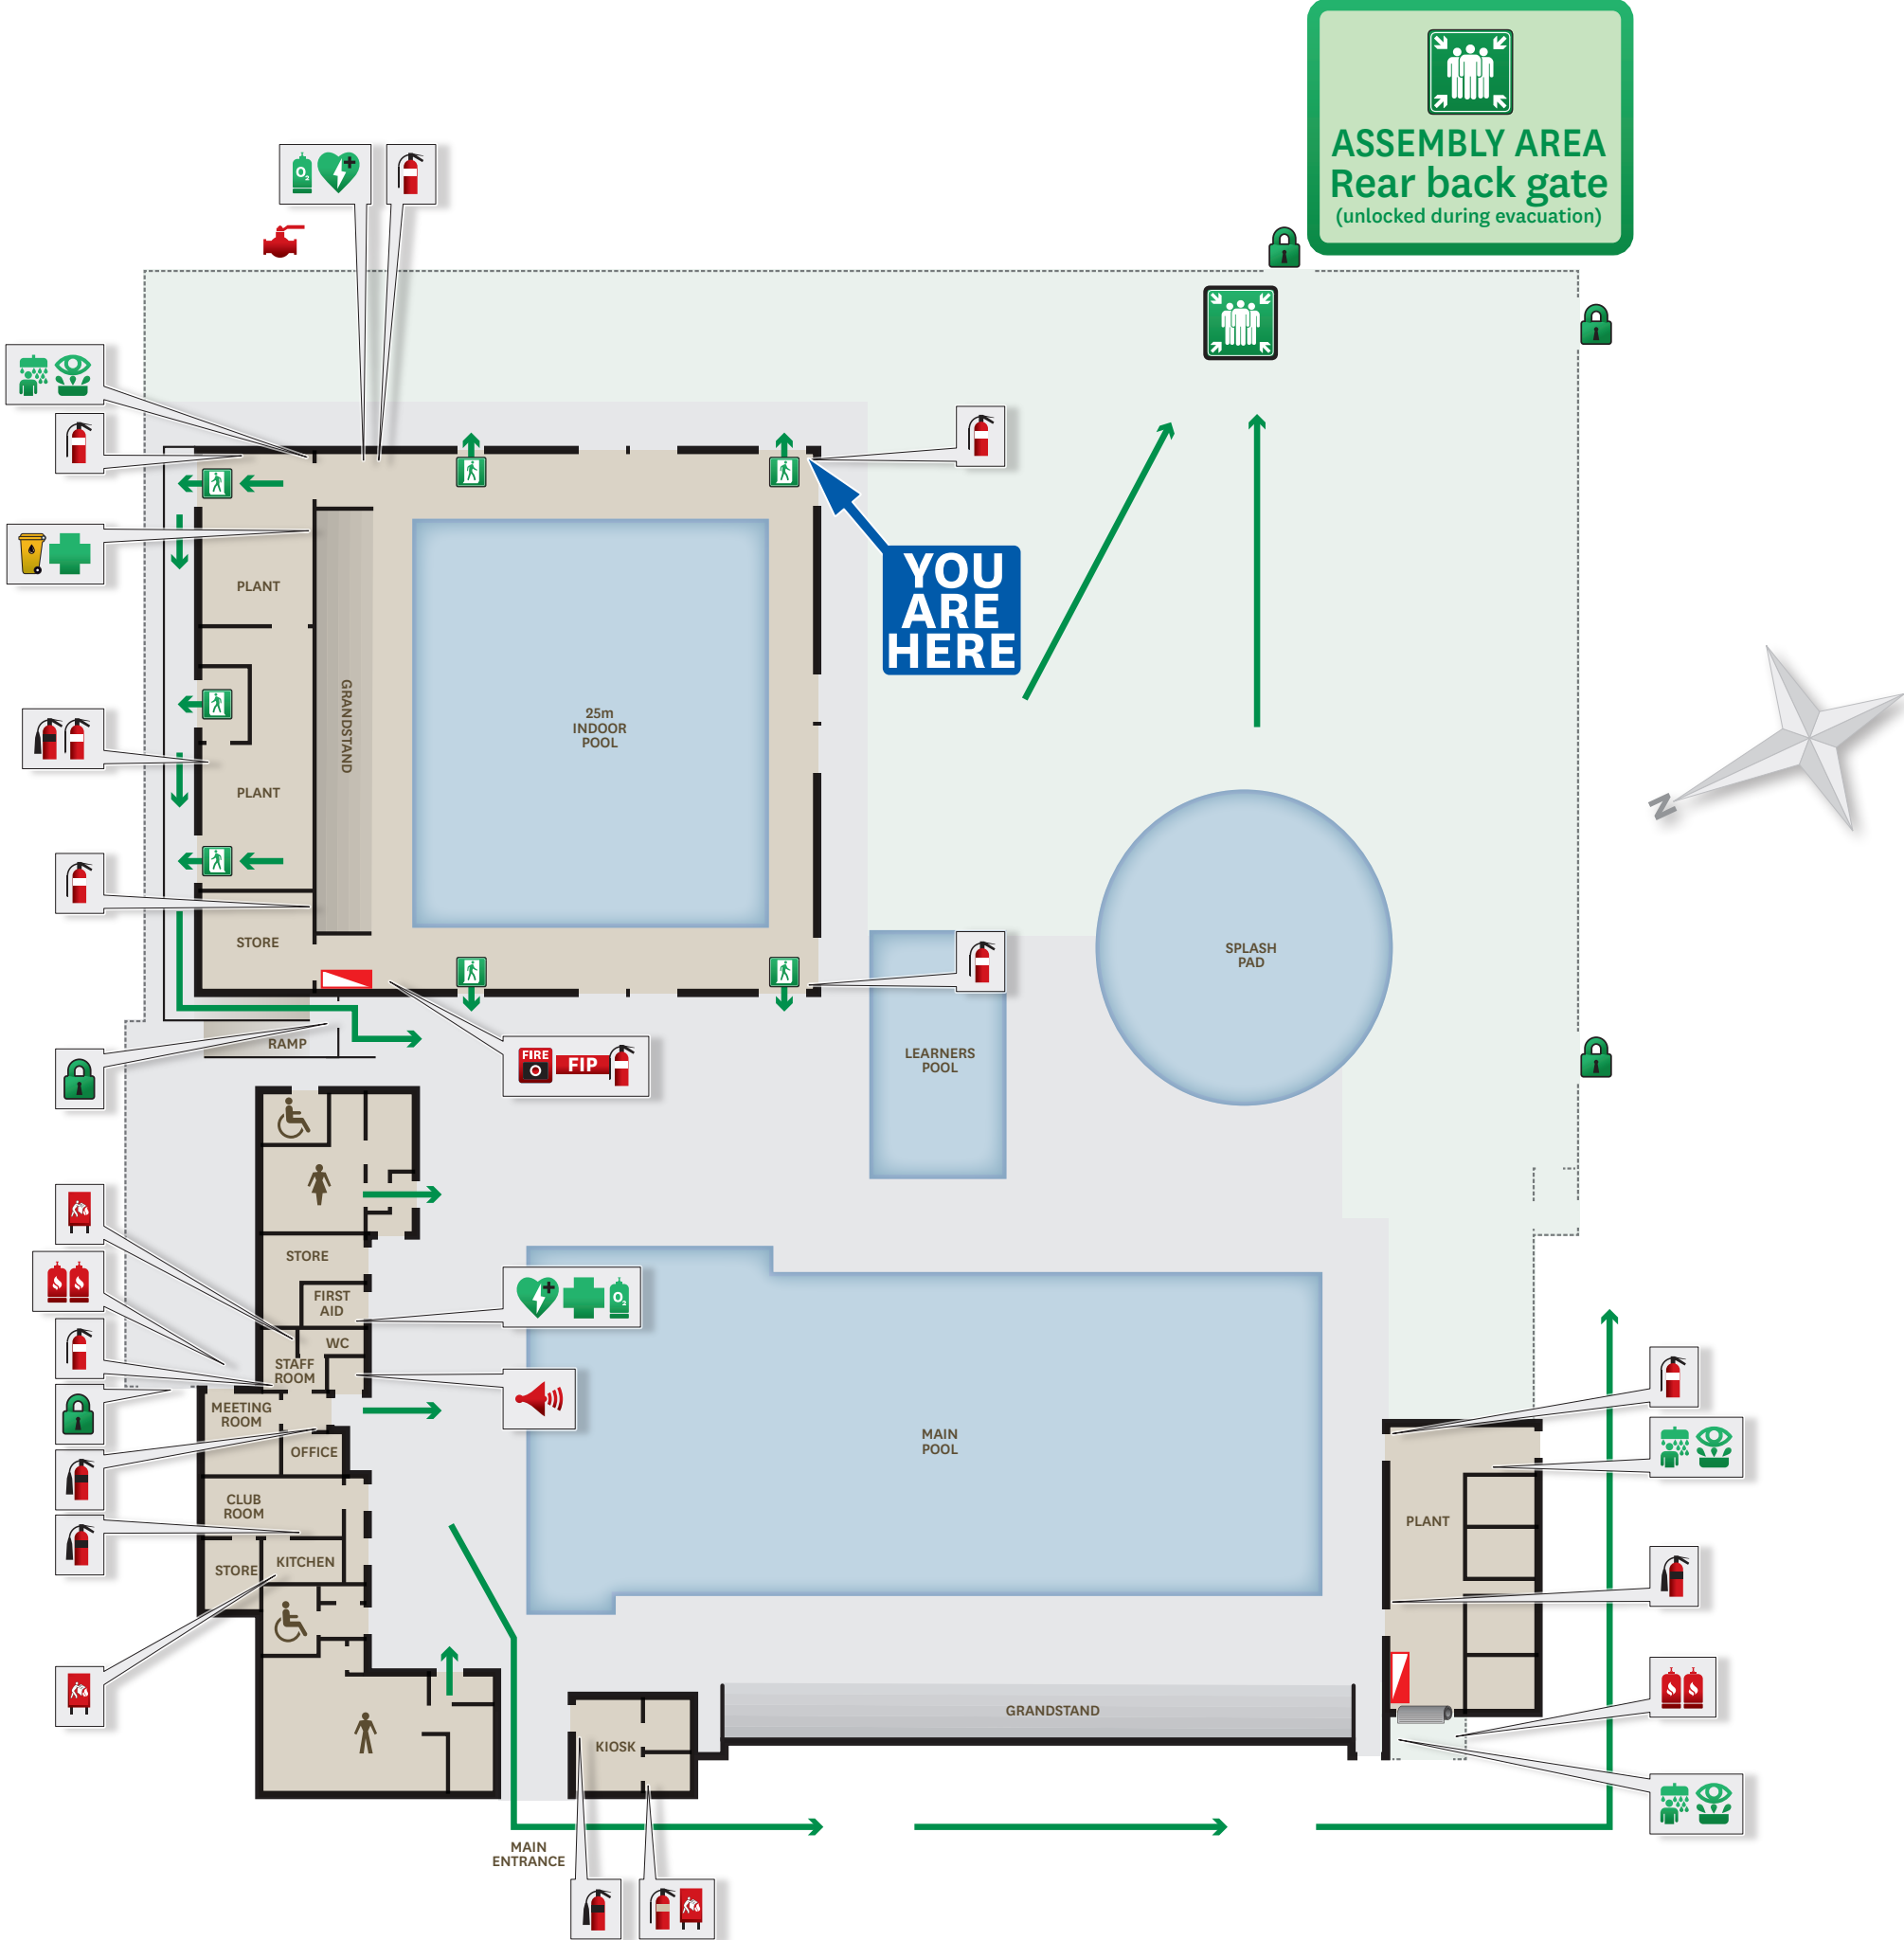 ASSEMBLY AREA
Rear back gate
(unlocked during evacuation)
O2
YOU
ARE
HERE
PLANT
GRANDSTAND
25m
INDOOR
POOL
PLANT
N
STORE
SPLASH
PAD
RAMP
FIRE
FIP
LEARNERS
POOL
STORE
FIRST
AID
O2
WC
STAFF
ROOM
MEETING
ROOM
OFFICE
MAIN
POOL
CLUB
ROOM
PLANT
STORE
KITCHEN
GRANDSTAND
KIOSK
MAIN
ENTRANCE